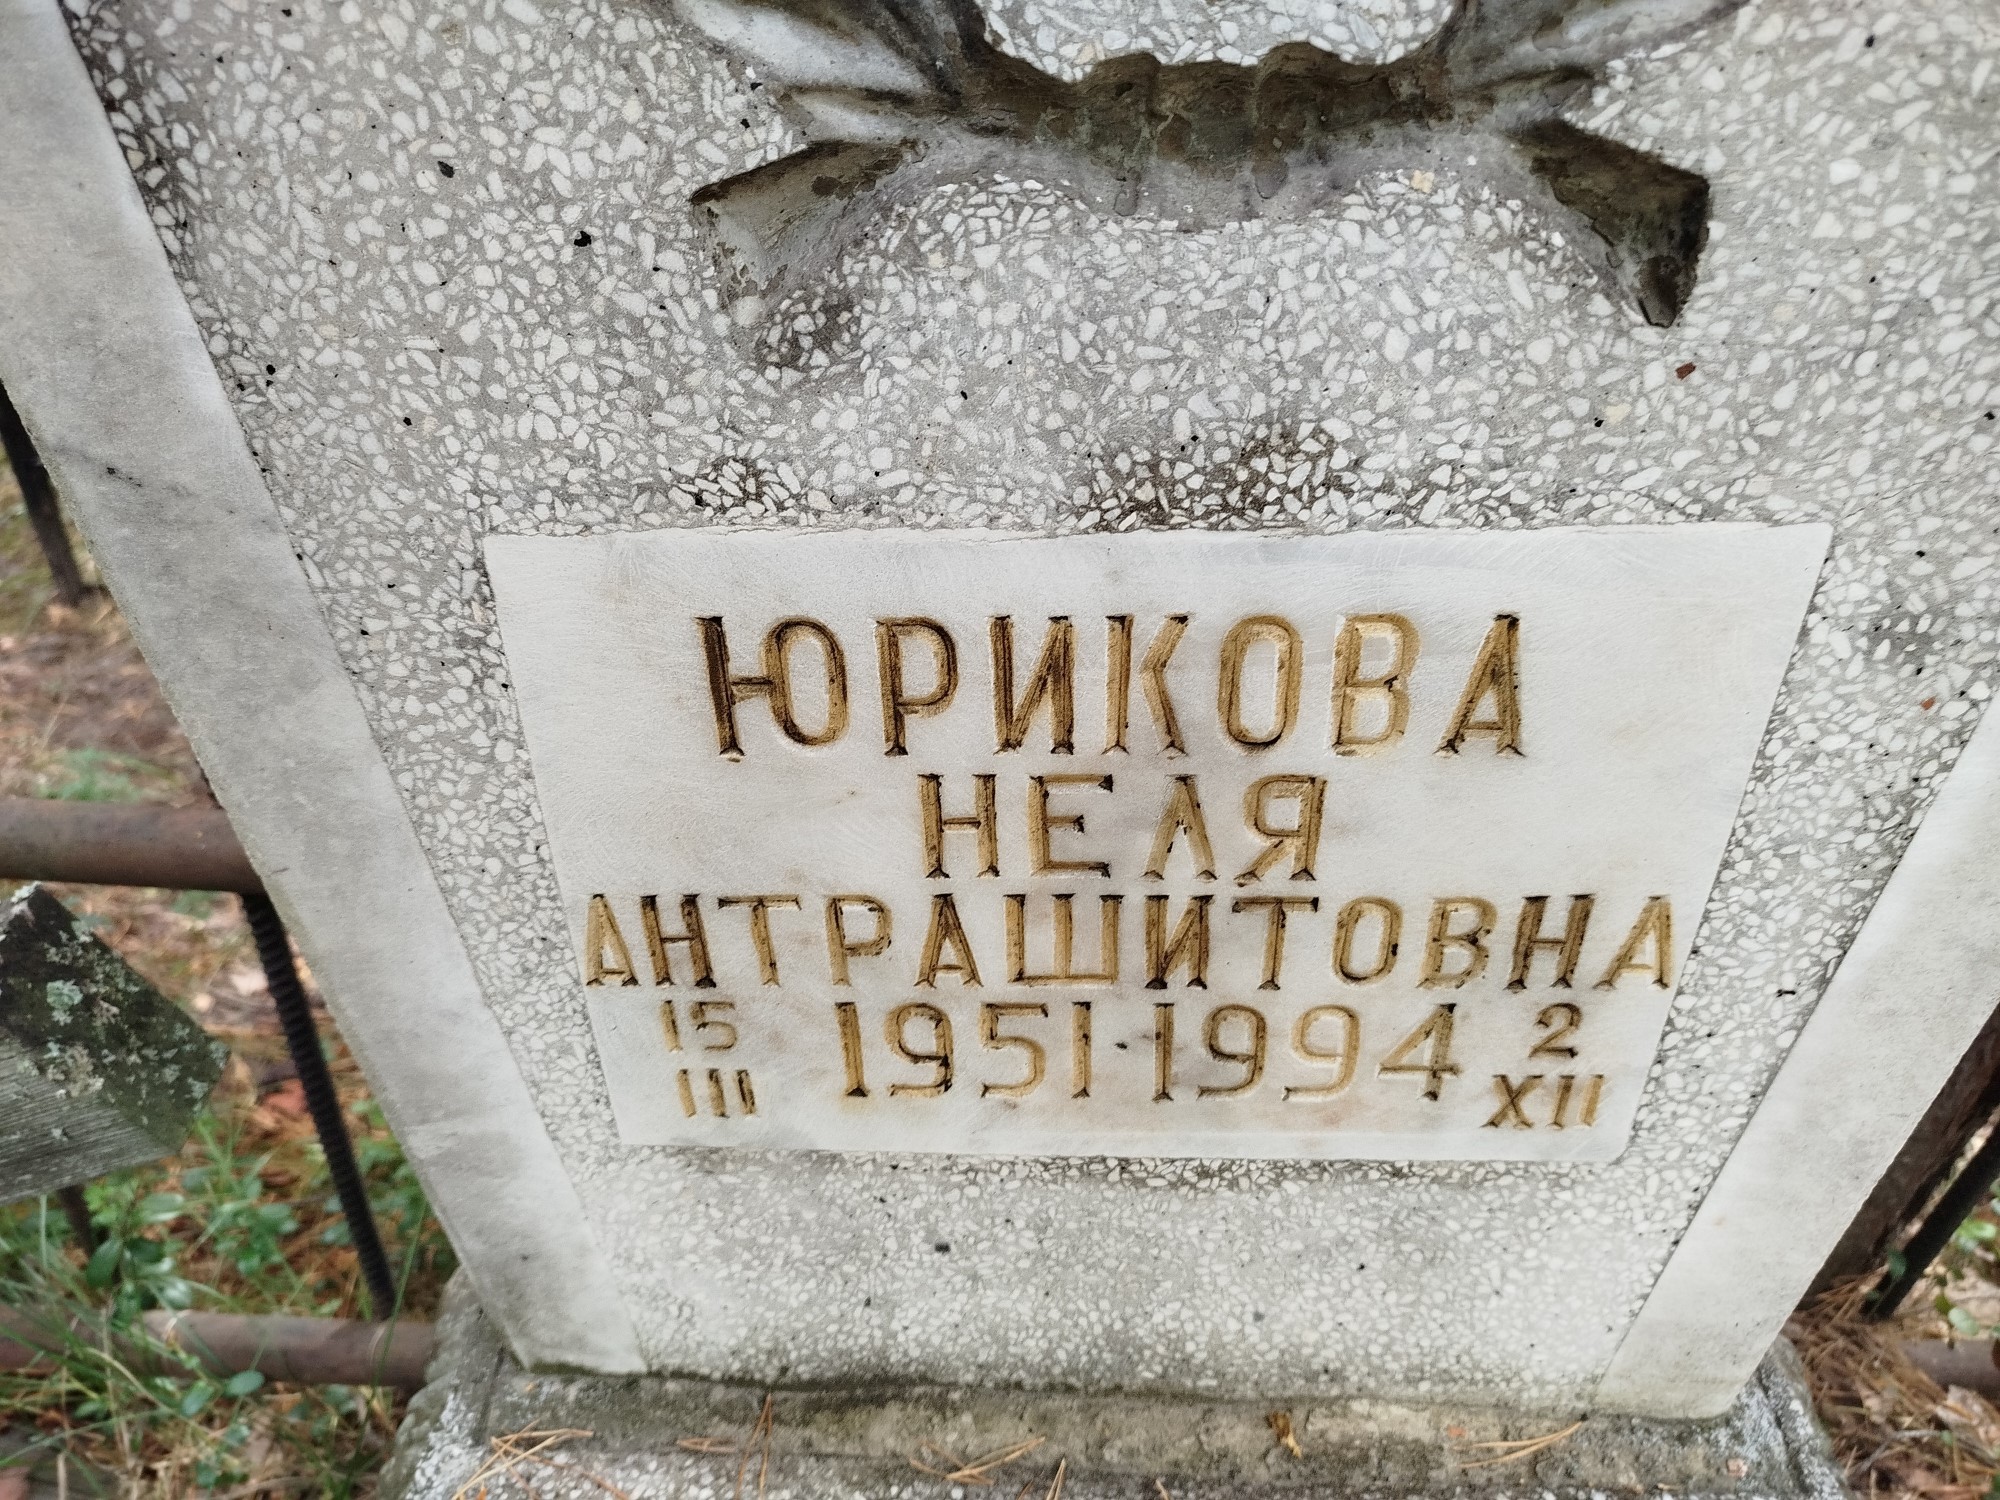 ЮРИКОВА
НЕЛЯ
АНТРАШИТОВНА
15 III 1951·1994 2 XII